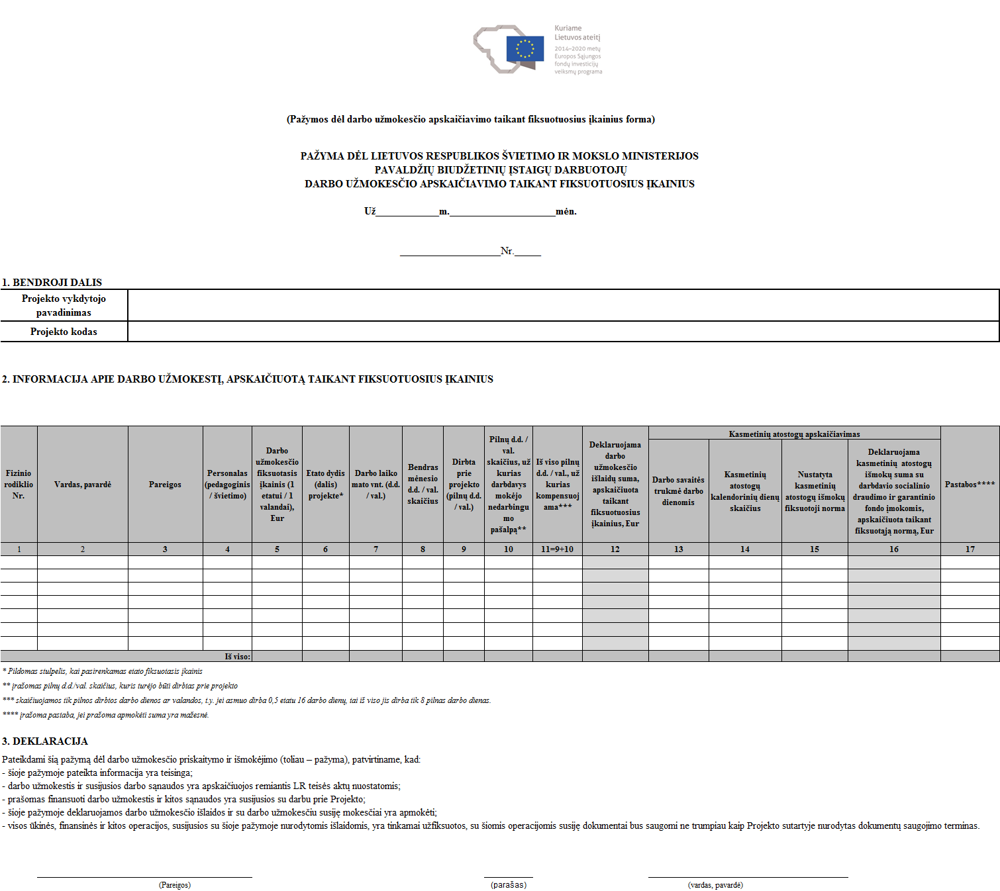 Kuriame
Lietuvos ateitį
2014–2020 metų
Europos Sąjungos
fondų investicijų
veiksmų programa
(Pažymos dėl darbo užmokesčio apskaičiavimo taikant fiksuotuosius įkainius forma)
PAŽYMA DĖL LIETUVOS RESPUBLIKOS ŠVIETIMO IR MOKSLO MINISTERIJOS
PAVALDŽIŲ BIUDŽETINIŲ ĮSTAIGŲ DARBUOTOJŲ
DARBO UŽMOKESČIO APSKAIČIAVIMO TAIKANT FIKSUOTUOSIUS ĮKAINIUS
Už____________m.____________________mėn.
___________________Nr._____
1. BENDROJI DALIS
Projekto vykdytojo
pavadinimas
Projekto kodas
2. INFORMACIJA APIE DARBO UŽMOKESTĮ, APSKAIČIUOTĄ TAIKANT FIKSUOTUOSIUS ĮKAINIUS
Fizinio
rodiklio
Nr.
Vardas, pavardė
Pareigos
Personalas
(pedagoginis
/ švietimo)
Darbo
užmokesčio
fiksuotasis
įkainis (1
etatui / 1
valandai),
Eur
Etato dydis
(dalis)
projekte*
Darbo laiko
mato vnt. (d.d.
/ val.)
Bendras
mėnesio
d.d. / val.
skaičius
Dirbta
prie
projekto
(pilnų d.d.
/ val.)
Pilnų d.d. /
val.
skaičius, už
kurias
darbdavys
mokėjo
nedarbingu
mo
pašalpą**
Iš viso pilnų
d.d. / val., už
kurias
kompensuoj
ama***
Deklaruojama
darbo
užmokesčio
išlaidų suma,
apskaičiuota
taikant
fiksuotuosius
įkainius, Eur
Kasmetinių atostogų apskaičiavimas
Darbo savaitės
trukmė darbo
dienomis
Kasmetinių
atostogų
kalendorinių dienų
skaičius
Nustatyta
kasmetinių
atostogų išmokų
fiksuotoji norma
Deklaruojama
kasmetinių atostogų
išmokų suma su
darbdavio socialinio
draudimo ir garantinio
fondo įmokomis,
apskaičiuota taikant
fiksuotąją normą, Eur
Pastabos****
1 2 3 4 5 6 7 8 9 10 11=9+10 12 13 14 15 16 17
Iš viso:
* Pildomas stulpelis, kai pasirenkamas etato fiksuotasis įkainis
** įrašomas pilnų d.d./val. skaičius, kuris turėjo būti dirbtas prie projekto
*** skaičiuojamos tik pilnos dirbtos darbo dienos ar valandos, t.y. jei asmuo dirba 0,5 etatu 16 darbo dienų, tai iš viso jis dirba tik 8 pilnas darbo dienas.
**** įrašoma pastaba, jei prašoma apmokėti suma yra mažesnė.
3. DEKLARACIJA
Pateikdami šią pažymą dėl darbo užmokesčio priskaitymo ir išmokėjimo (toliau – pažyma), patvirtiname, kad:
- šioje pažymoje pateikta informacija yra teisinga;
- darbo užmokestis ir susijusios darbo sąnaudos yra apskaičiuojos remiantis LR teisės aktų nuostatomis;
- prašomas finansuoti darbo užmokestis ir kitos sąnaudos yra susijusios su darbu prie Projekto;
- šioje pažymoje deklaruojamos darbo užmokesčio išlaidos ir su darbo užmokesčiu susiję mokesčiai yra apmokėti;
- visos ūkinės, finansinės ir kitos operacijos, susijusios su šioje pažymoje nurodytomis išlaidomis, yra tinkamai užfiksuotos, su šiomis operacijomis susiję dokumentai bus saugomi ne trumpiau kaip Projekto sutartyje nurodytas dokumentų saugojimo terminas.
(Pareigos) (parašas) (vardas, pavardė)